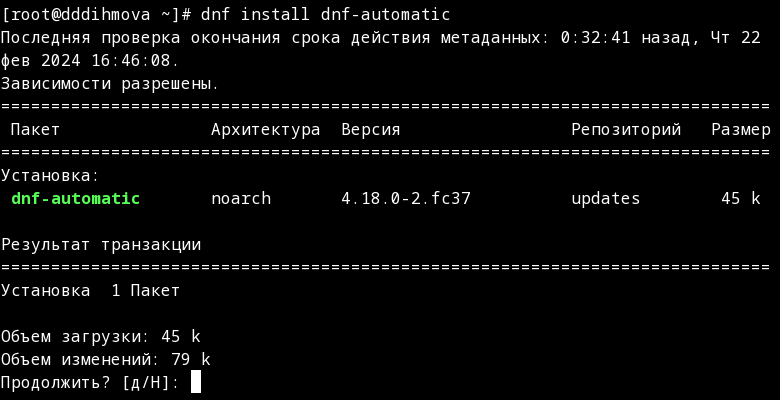 [root@dddihmova ~]# dnf install dnf-automatic
Последняя проверка окончания срока действия метаданных: 0:32:41 назад, Чт 22
фев 2024 16:46:08.
Зависимости разрешены.
=============================================================================
 Пакет               Архитектура  Версия                 Репозиторий   Размер
=============================================================================
Установка:
 dnf-automatic       noarch       4.18.0-2.fc37          updates        45 k

Результат транзакции
=============================================================================
Установка  1 Пакет

Объем загрузки: 45 k
Объем изменений: 79 k
Продолжить? [д/Н]: